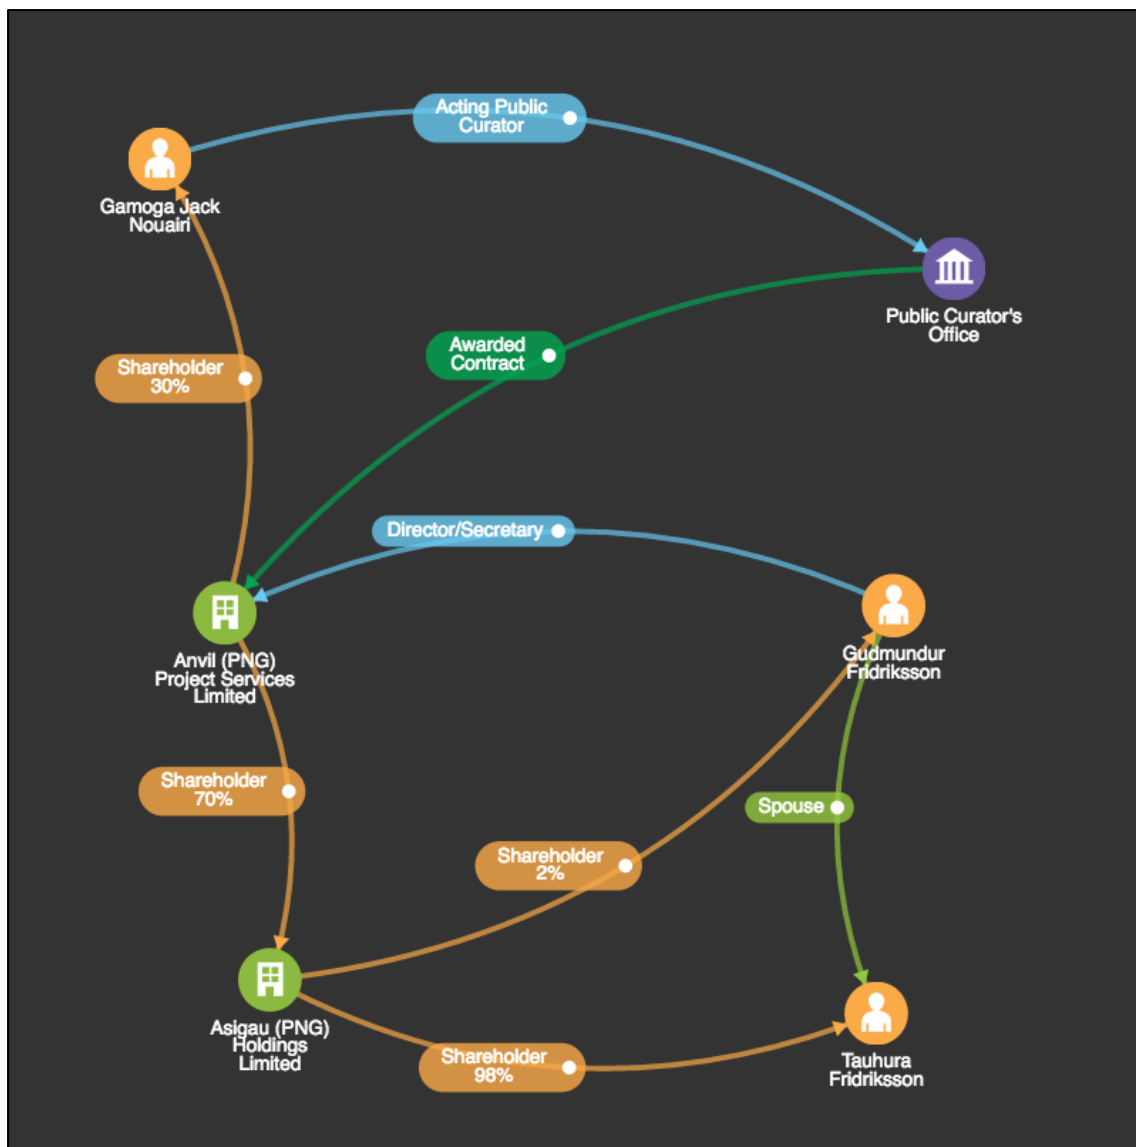 Acting Public
Curator
Gamoga Jack
Nouairi
Public Curator's
Office
Awarded
Contract
Shareholder
30%
Director/Secretary
Anvil (PNG)
Project Services
Limited
Gudmundur
Fridriksson
Shareholder
70%
Spouse
Shareholder
2%
Asigau (PNG)
Holdings
Limited
Shareholder
98%
Tauhura
Fridriksson